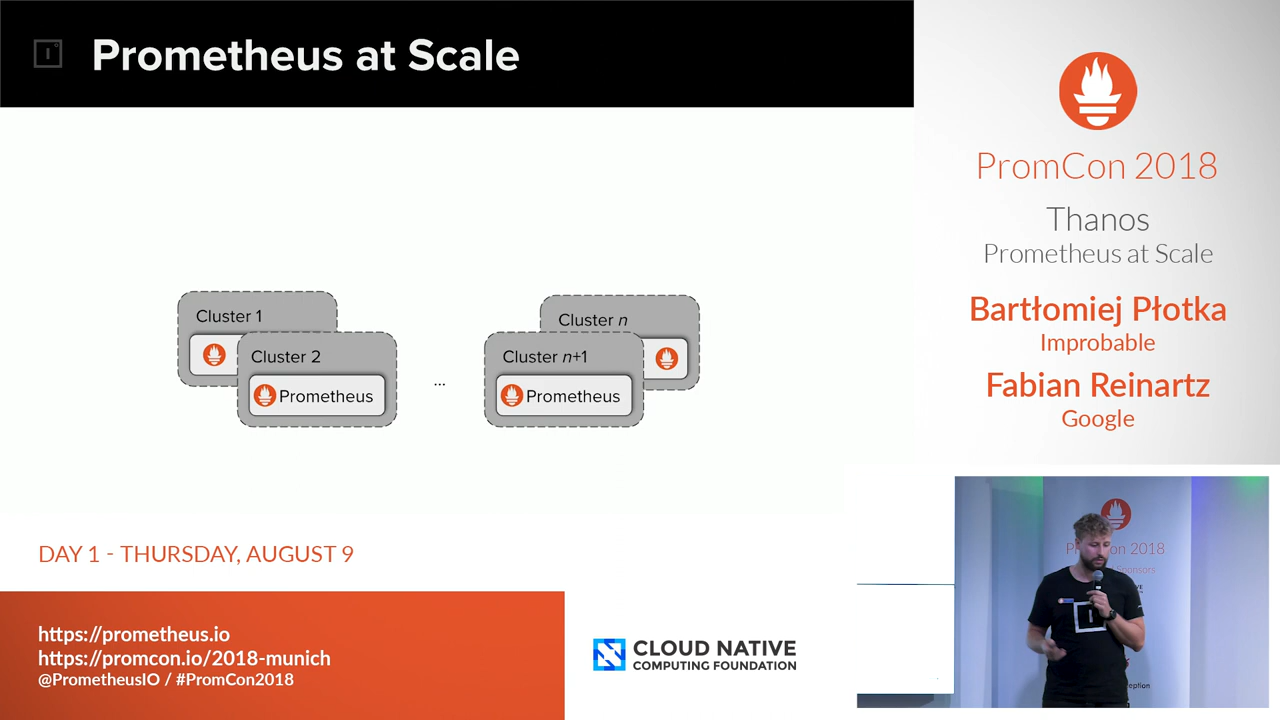 Prometheus at Scale
Cluster 1
Cluster 2
Prometheus
...
Cluster n
Cluster n+1
Prometheus
DAY 1 - THURSDAY, AUGUST 9
https://prometheus.io
https://promcon.io/2018-munich
@PrometheusIO / #PromCon2018
CLOUD NATIVE
COMPUTING FOUNDATION
PromCon 2018
Thanos
Prometheus at Scale
Bartłomiej Płotka
Improbable
Fabian Reinartz
Google
2018